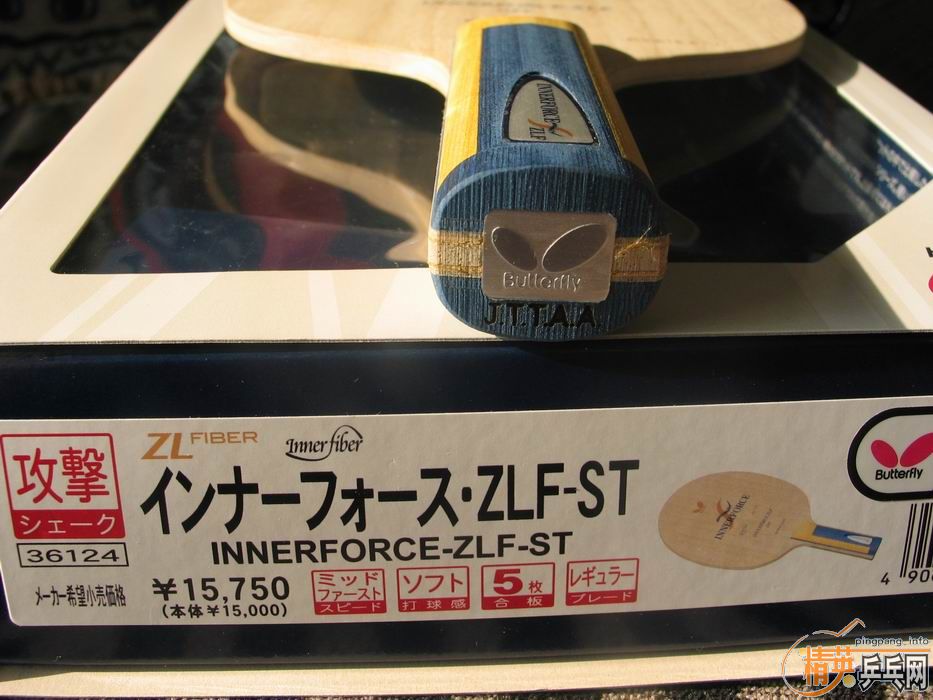 INNERFORCE-ZLF
Butterfly
J.T.T.A.A.
攻撃
シェーク
36124
メーカー希望小売価格
ZL FIBER
Inner fiber
インナーフォース・ZLF-ST
INNERFORCE-ZLF-ST
¥15,750
(本体¥15,000)
ミッド
ファースト
スピード
ソフト
打球感
5枚
合板
レギュラー
ブレード
INNERFORCE
Butterfly
pingpang_info
精英乒乓网